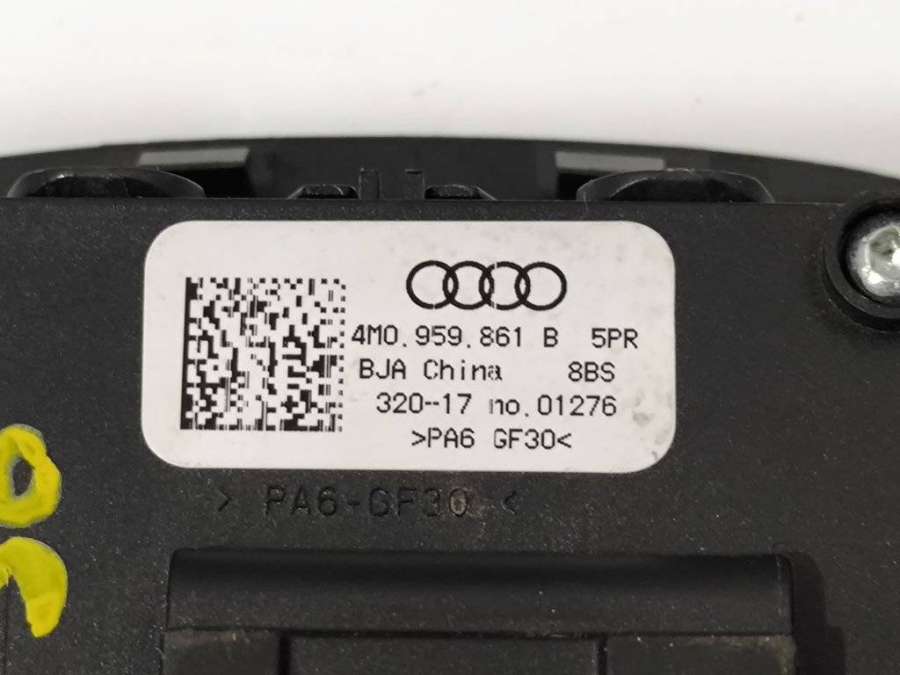 4M0.959.861 B 5PR
BJA China 8BS
320-17 no.01276
>PA6 GF30<
> PA6-GF30 <